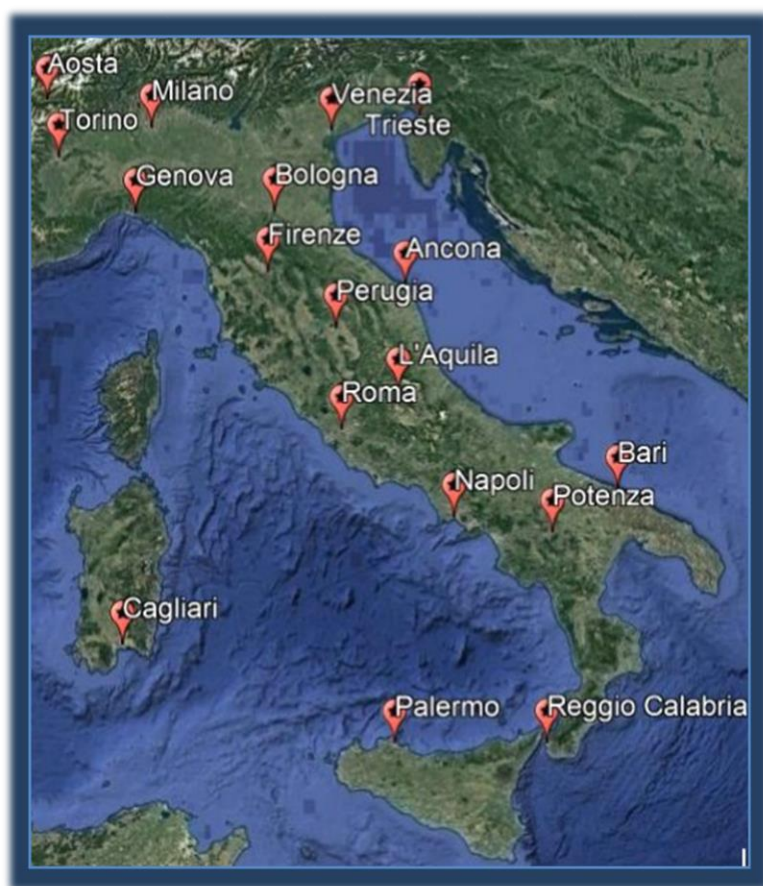 Aosta
Milano
Venezia
Torino
Trieste
Genova
Bologna
Firenze
Ancona
Perugia
L'Aquila
Roma
Bari
Napoli
Potenza
Cagliari
Palermo
Reggio Calabria